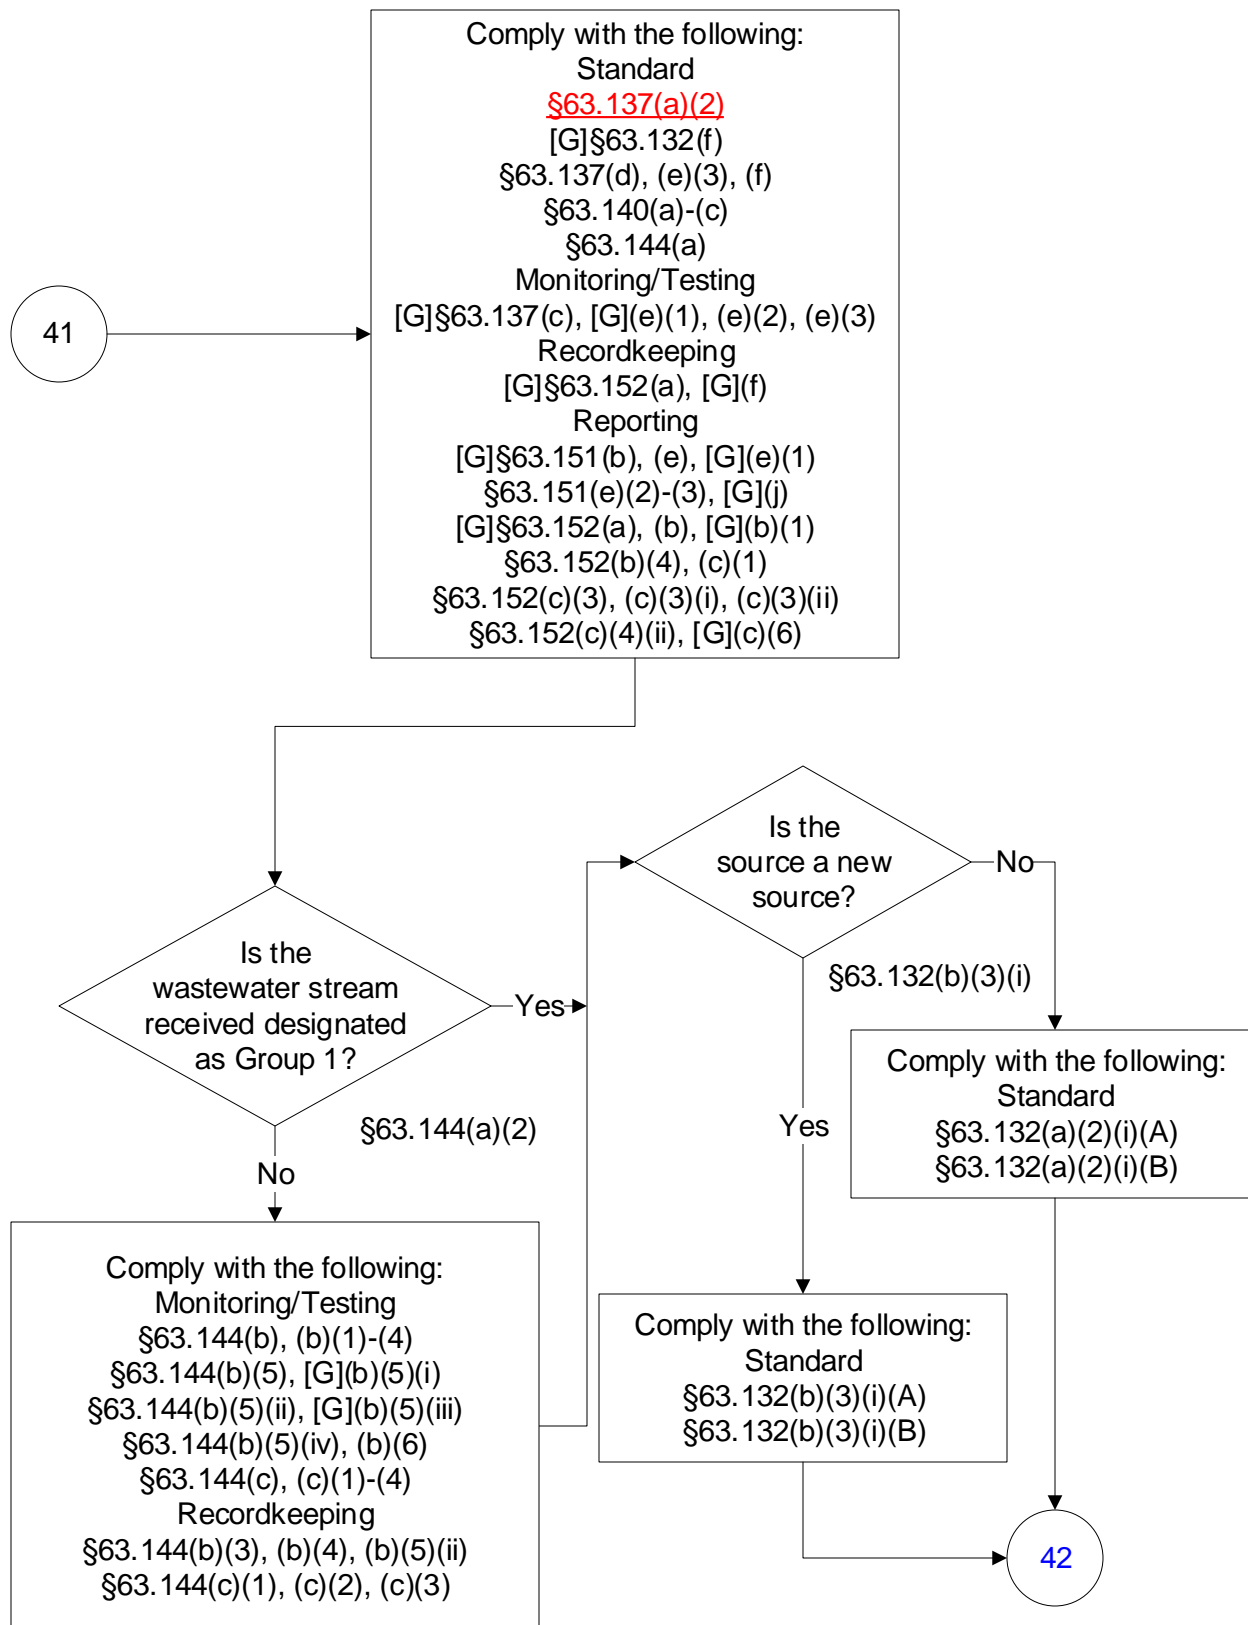 Comply with the following:
Standard
§63.137(a)(2)
[G]§63.132(f)
§63.137(d), (e)(3), (f)
§63.140(a)-(c)
§63.144(a)
Monitoring/Testing
[G]§63.137(c), [G](e)(1), (e)(2), (e)(3)
Recordkeeping
[G]§63.152(a), [G](f)
Reporting
[G]§63.151(b), (e), [G](e)(1)
§63.151(e)(2)-(3), [G](j)
[G]§63.152(a), (b), [G](b)(1)
§63.152(b)(4), (c)(1)
§63.152(c)(3), (c)(3)(i), (c)(3)(ii)
§63.152(c)(4)(ii), [G](c)(6)
41
Is the
wastewater stream
received designated
as Group 1?
Yes
§63.144(a)(2)
No
Comply with the following:
Monitoring/Testing
§63.144(b), (b)(1)-(4)
§63.144(b)(5), [G](b)(5)(i)
§63.144(b)(5)(ii), [G](b)(5)(iii)
§63.144(b)(5)(iv), (b)(6)
§63.144(c), (c)(1)-(4)
Recordkeeping
§63.144(b)(3), (b)(4), (b)(5)(ii)
§63.144(c)(1), (c)(2), (c)(3)
Is the
source a new
source?
No
§63.132(b)(3)(i)
Yes
Comply with the following:
Standard
§63.132(a)(2)(i)(A)
§63.132(a)(2)(i)(B)
Comply with the following:
Standard
§63.132(b)(3)(i)(A)
§63.132(b)(3)(i)(B)
42